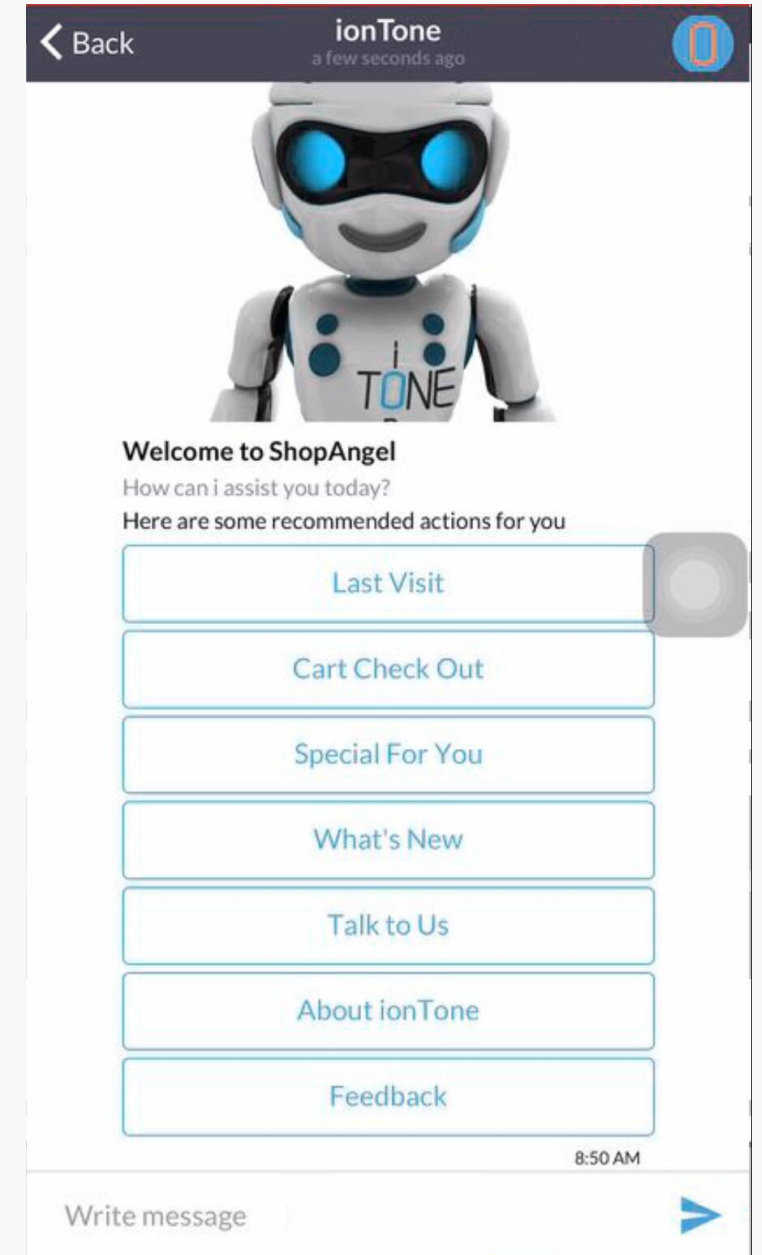 Back
ionTone
a few seconds ago
i
TONE
Welcome to ShopAngel
How can i assist you today?
Here are some recommended actions for you
Last Visit
Cart Check Out
Special For You
What's New
Talk to Us
About ionTone
Feedback
8:50 AM
Write message